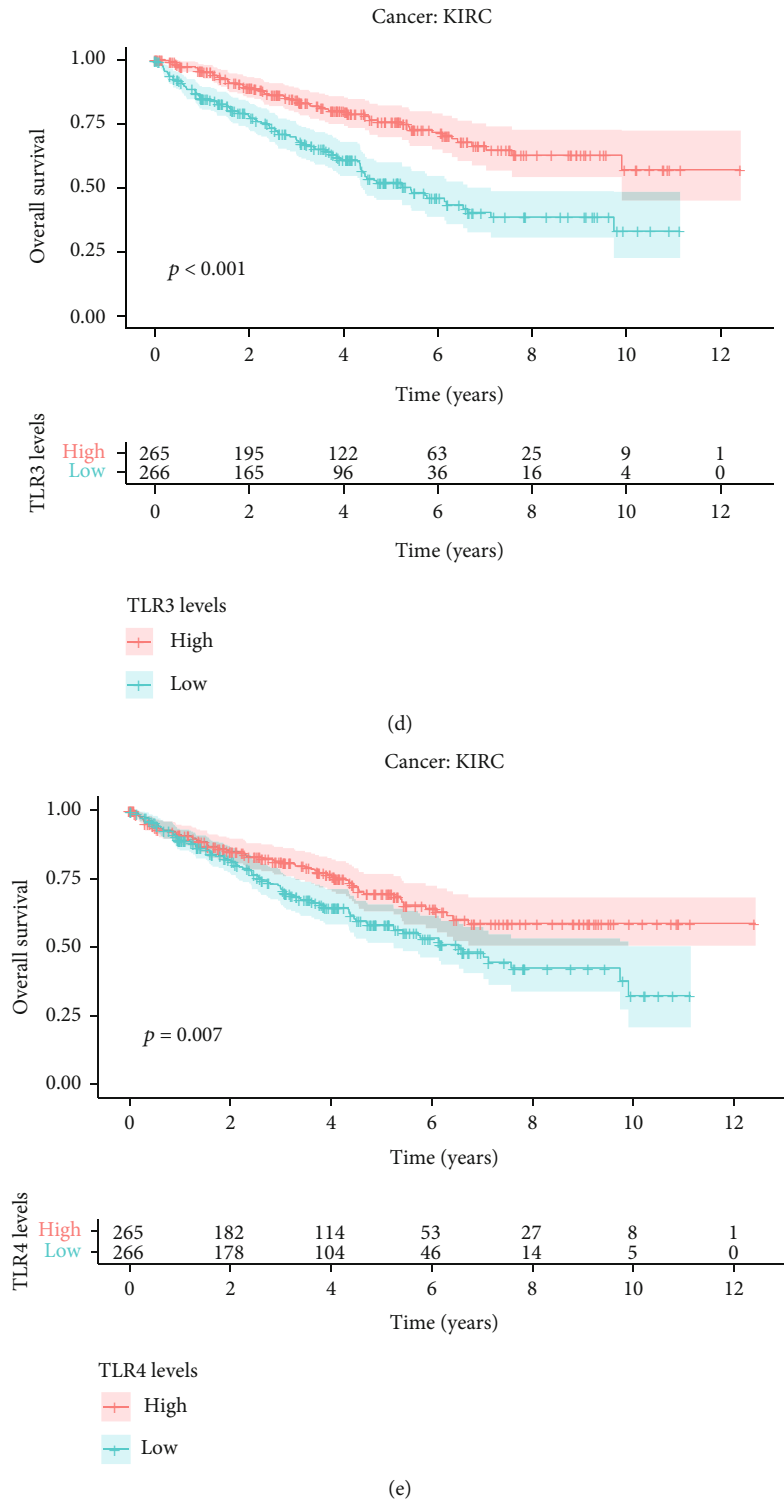 Cancer: KIRC
1.00
0.75
0.50
0.25
0.00
Overall survival
p < 0.001
0 2 4 6 8 10 12
Time (years)
TLR3 levels
High 265 195 122 63 25 9 1
Low 266 165 96 36 16 4 0
0 2 4 6 8 10 12
Time (years)
TLR3 levels
High
Low
(d)
Cancer: KIRC
1.00
0.75
0.50
0.25
0.00
Overall survival
p = 0.007
0 2 4 6 8 10 12
Time (years)
TLR4 levels
High 265 182 114 53 27 8 1
Low 266 178 104 46 14 5 0
0 2 4 6 8 10 12
Time (years)
TLR4 levels
High
Low
(e)